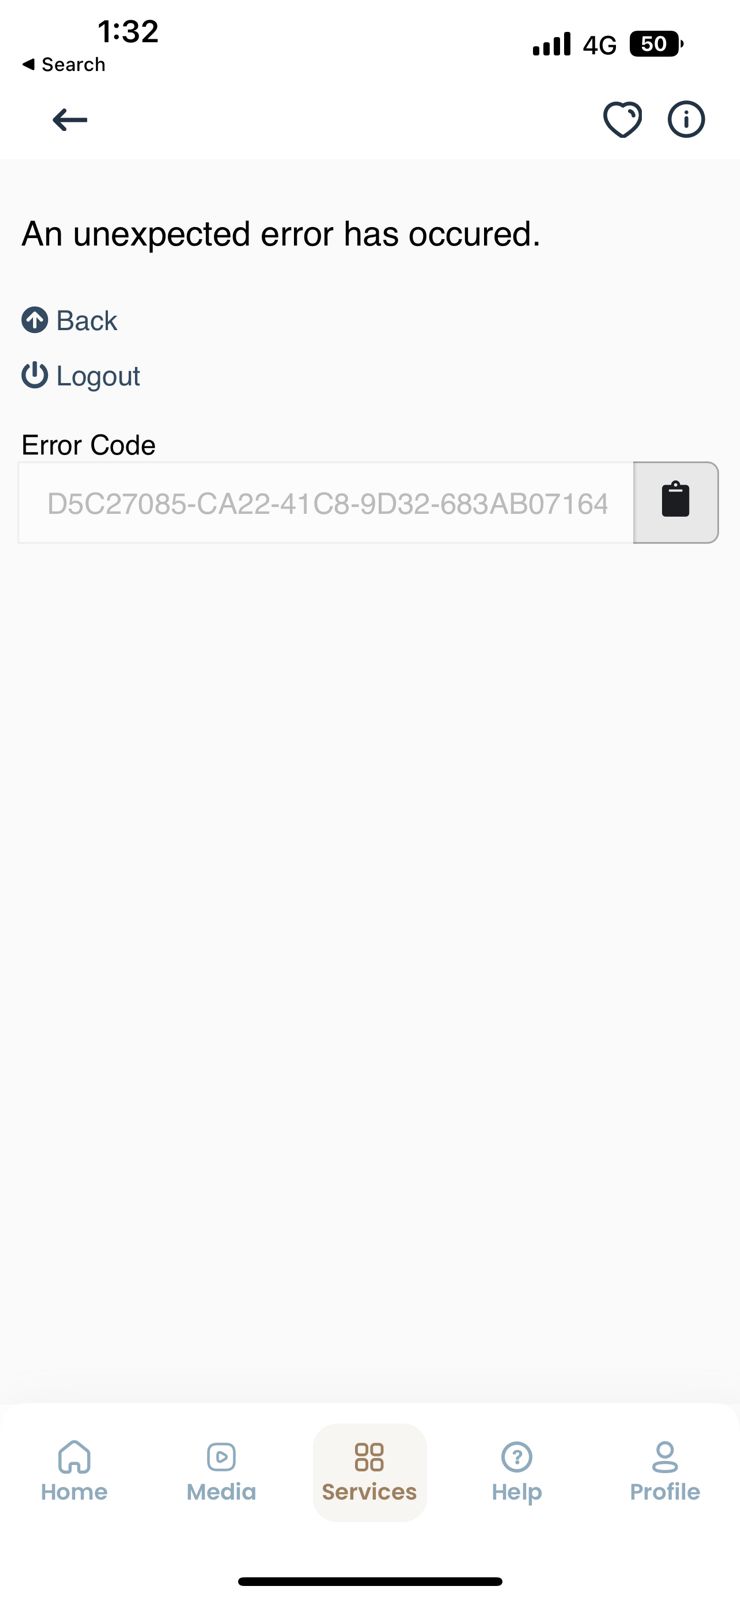 1:32
4G
50
◀ Search
An unexpected error has occured.
Back
Logout
Error Code
D5C27085-CA22-41C8-9D32-683AB07164
Home
Media
Services
Help
Profile